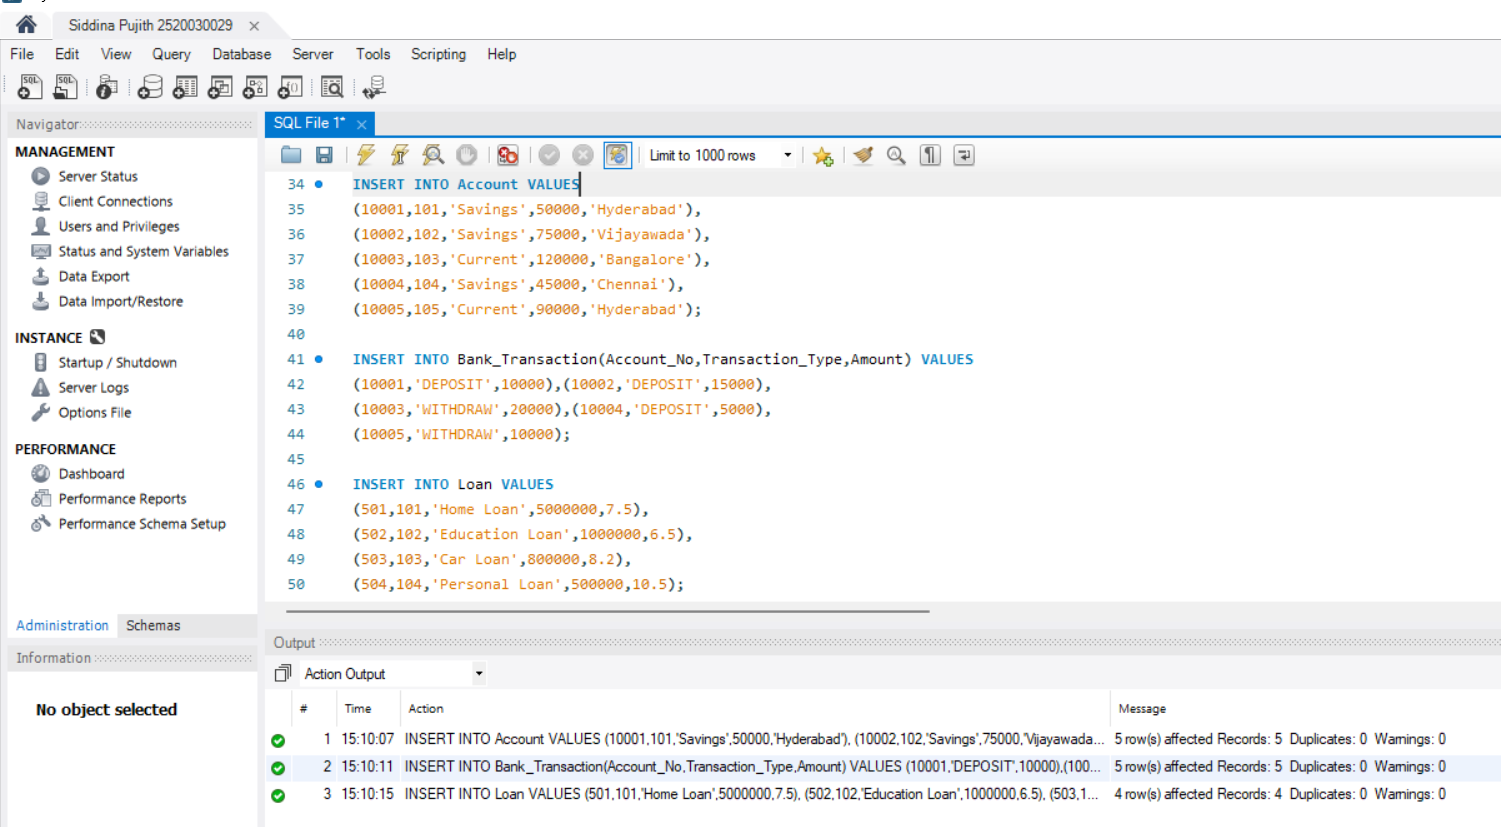 Siddina Pujith 2520030029
File Edit View Query Database Server Tools Scripting Help
Navigator
MANAGEMENT
Server Status
Client Connections
Users and Privileges
Status and System Variables
Data Export
Data Import/Restore
INSTANCE
Startup / Shutdown
Server Logs
Options File
PERFORMANCE
Dashboard
Performance Reports
Performance Schema Setup
Administration Schemas
Information
No object selected
SQL File 1*
Limit to 1000 rows
34 INSERT INTO Account VALUES
35 (10001,101,'Savings',50000,'Hyderabad'),
36 (10002,102,'Savings',75000,'Vijayawada'),
37 (10003,103,'Current',120000,'Bangalore'),
38 (10004,104,'Savings',45000,'Chennai'),
39 (10005,105,'Current',90000,'Hyderabad');
40
41 INSERT INTO Bank_Transaction(Account_No,Transaction_Type,Amount) VALUES
42 (10001,'DEPOSIT',10000),(10002,'DEPOSIT',15000),
43 (10003,'WITHDRAW',20000),(10004,'DEPOSIT',5000),
44 (10005,'WITHDRAW',10000);
45
46 INSERT INTO Loan VALUES
47 (501,101,'Home Loan',5000000,7.5),
48 (502,102,'Education Loan',1000000,6.5),
49 (503,103,'Car Loan',800000,8.2),
50 (504,104,'Personal Loan',500000,10.5);
Output
Action Output
# Time Action Message
1 15:10:07 INSERT INTO Account VALUES (10001,101,'Savings',50000,'Hyderabad'), (10002,102,'Savings',75000,'Vijayawada... 5 row(s) affected Records: 5 Duplicates: 0 Warnings: 0
2 15:10:11 INSERT INTO Bank_Transaction(Account_No,Transaction_Type,Amount) VALUES (10001,'DEPOSIT',10000),(100... 5 row(s) affected Records: 5 Duplicates: 0 Warnings: 0
3 15:10:15 INSERT INTO Loan VALUES (501,101,'Home Loan',5000000,7.5), (502,102,'Education Loan',1000000,6.5), (503,1... 4 row(s) affected Records: 4 Duplicates: 0 Warnings: 0